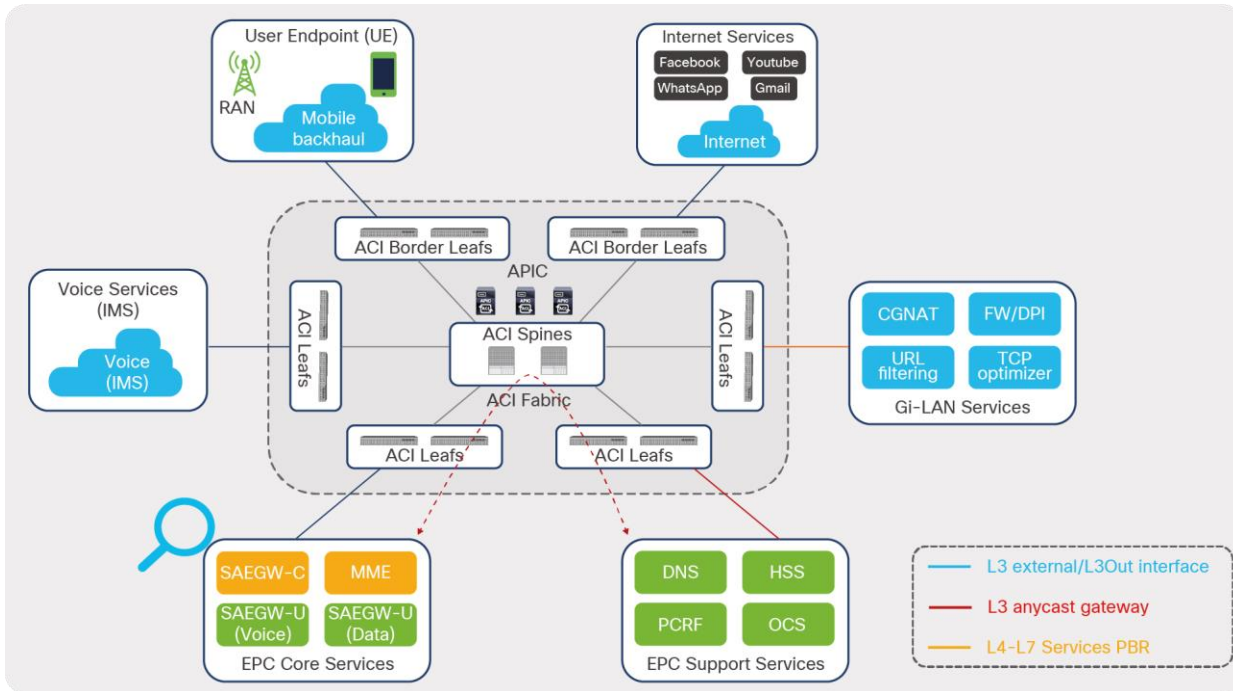 User Endpoint (UE)
RAN
Mobile
backhaul
Internet Services
Facebook
Youtube
WhatsApp
Gmail
Internet
ACI Border Leafs
ACI Border Leafs
APIC
Voice Services
(IMS)
Voice
(IMS)
ACI Leafs
ACI Spines
ACI Fabric
ACI Leafs
CGNAT
FW/DPI
URL
filtering
TCP
optimizer
Gi-LAN Services
ACI Leafs
ACI Leafs
SAEGW-C
MME
SAEGW-U
(Voice)
SAEGW-U
(Data)
EPC Core Services
DNS
HSS
PCRF
OCS
EPC Support Services
L3 external/L3Out interface
L3 anycast gateway
L4-L7 Services PBR